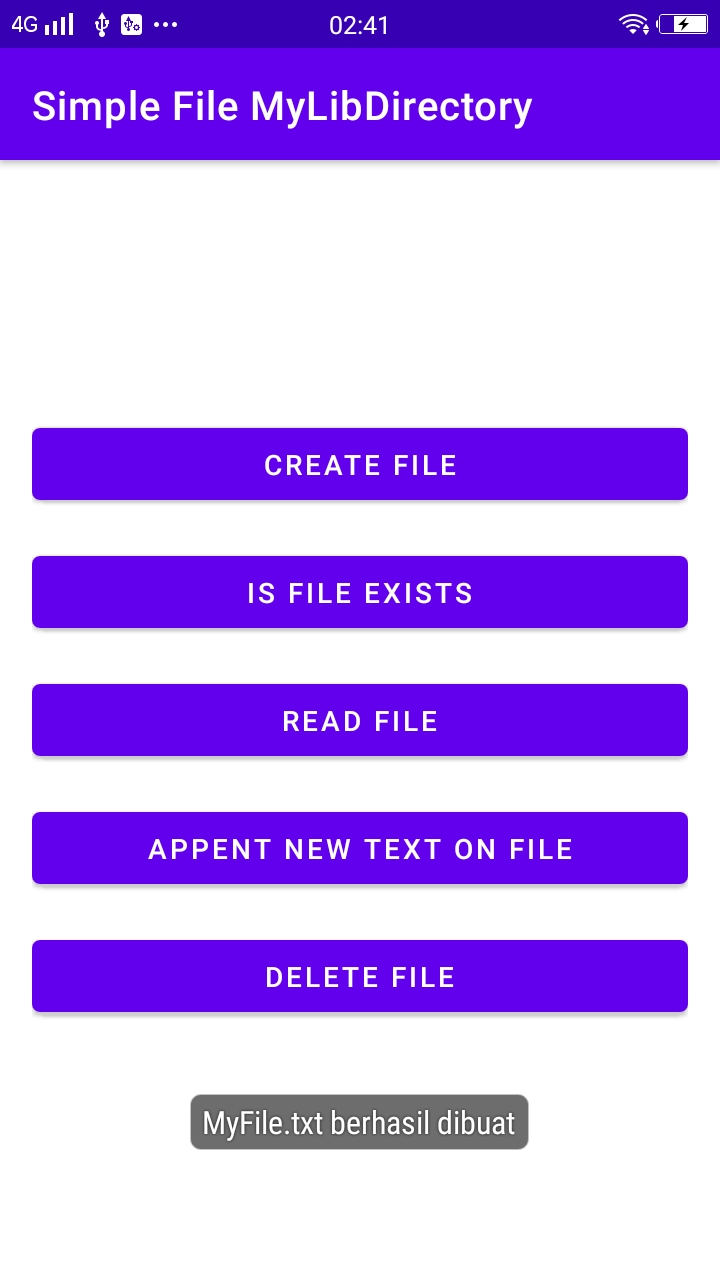 4G 02:41
Simple File MyLibDirectory
CREATE FILE
IS FILE EXISTS
READ FILE
APPENT NEW TEXT ON FILE
DELETE FILE
MyFile.txt berhasil dibuat